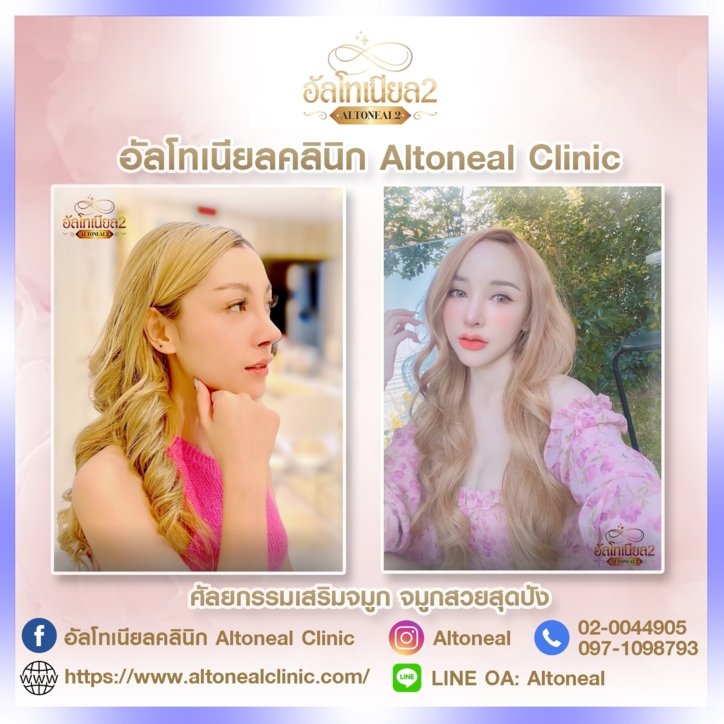 อัลโทเนียล2
ALTONEAL2
อัลโทเนียลคลินิก Altoneal Clinic
อัลโทเนียล2
ALTONEAL2
อัลโทเนียล2
ALTONEAL2
ศัลยกรรมเสริมจมูก จมูกสวยสุดปัง
f อัลโทเนียลคลินิก Altoneal Clinic
Altoneal
02-0044905
097-1098793
WWW https://www.altonealclinic.com/
LINE LINE OA: Altoneal